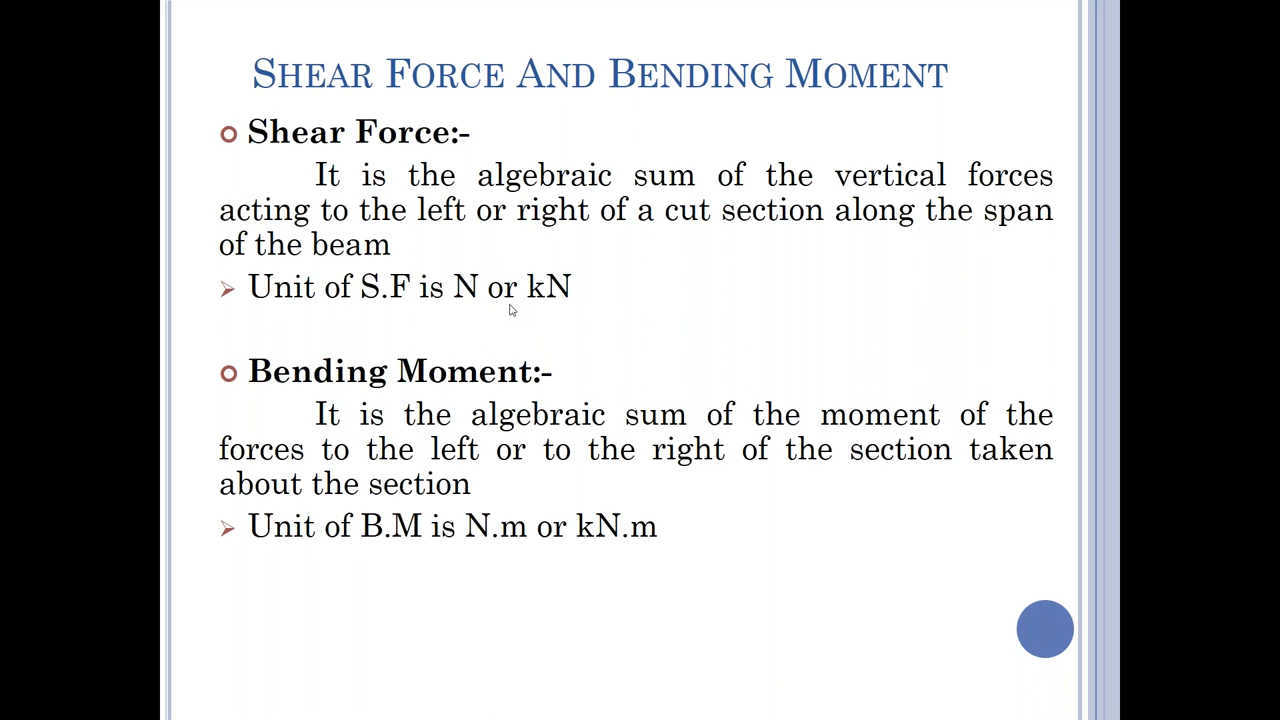 SHEAR FORCE AND BENDING MOMENT
Shear Force:-
It is the algebraic sum of the vertical forces
acting to the left or right of a cut section along the span
of the beam
Unit of S.F is N or kN
Bending Moment:-
It is the algebraic sum of the moment of the
forces to the left or to the right of the section taken
about the section
Unit of B.M is N.m or kN.m